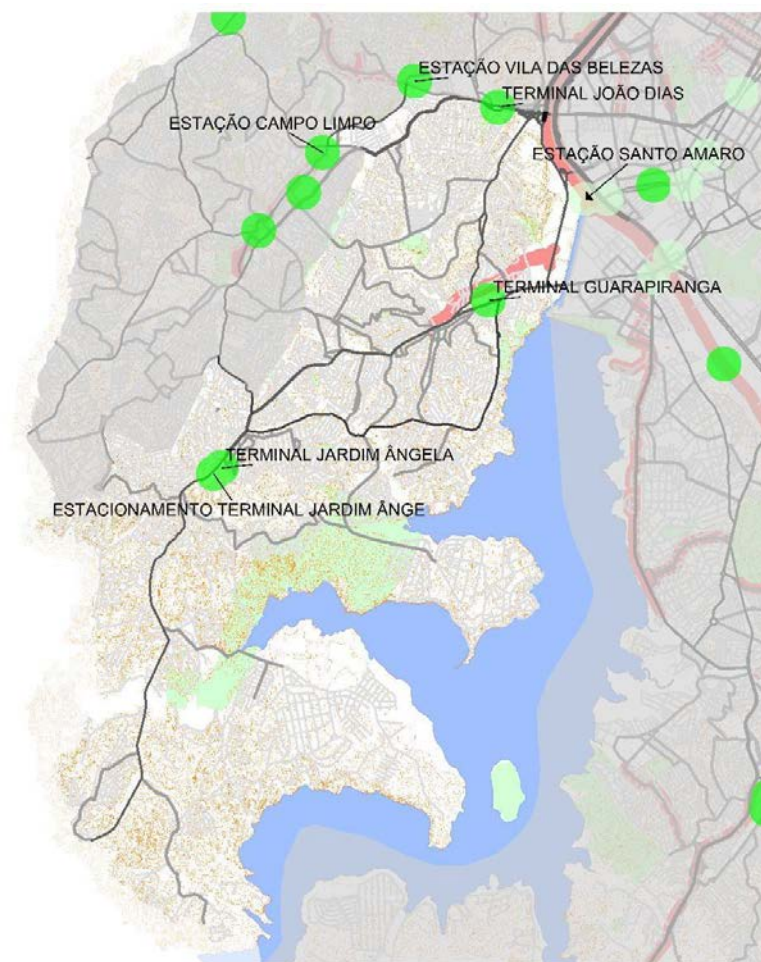 ESTAÇÃO VILA DAS BELEZAS
TERMINAL JOÃO DIAS
ESTAÇÃO CAMPO LIMPO
ESTAÇÃO SANTO AMARO
TERMINAL GUARAPIRANGA
TERMINAL JARDIM ÂNGELA
ESTACIONAMENTO TERMINAL JARDIM ÂNGE